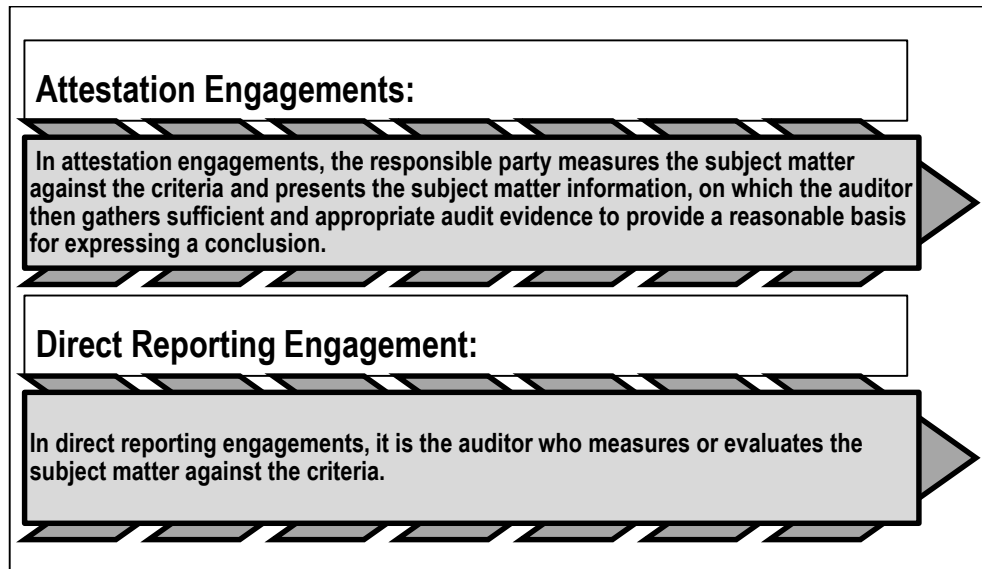 Attestation Engagements:
In attestation engagements, the responsible party measures the subject matter
against the criteria and presents the subject matter information, on which the auditor
then gathers sufficient and appropriate audit evidence to provide a reasonable basis
for expressing a conclusion.
Direct Reporting Engagement:
In direct reporting engagements, it is the auditor who measures or evaluates the
subject matter against the criteria.